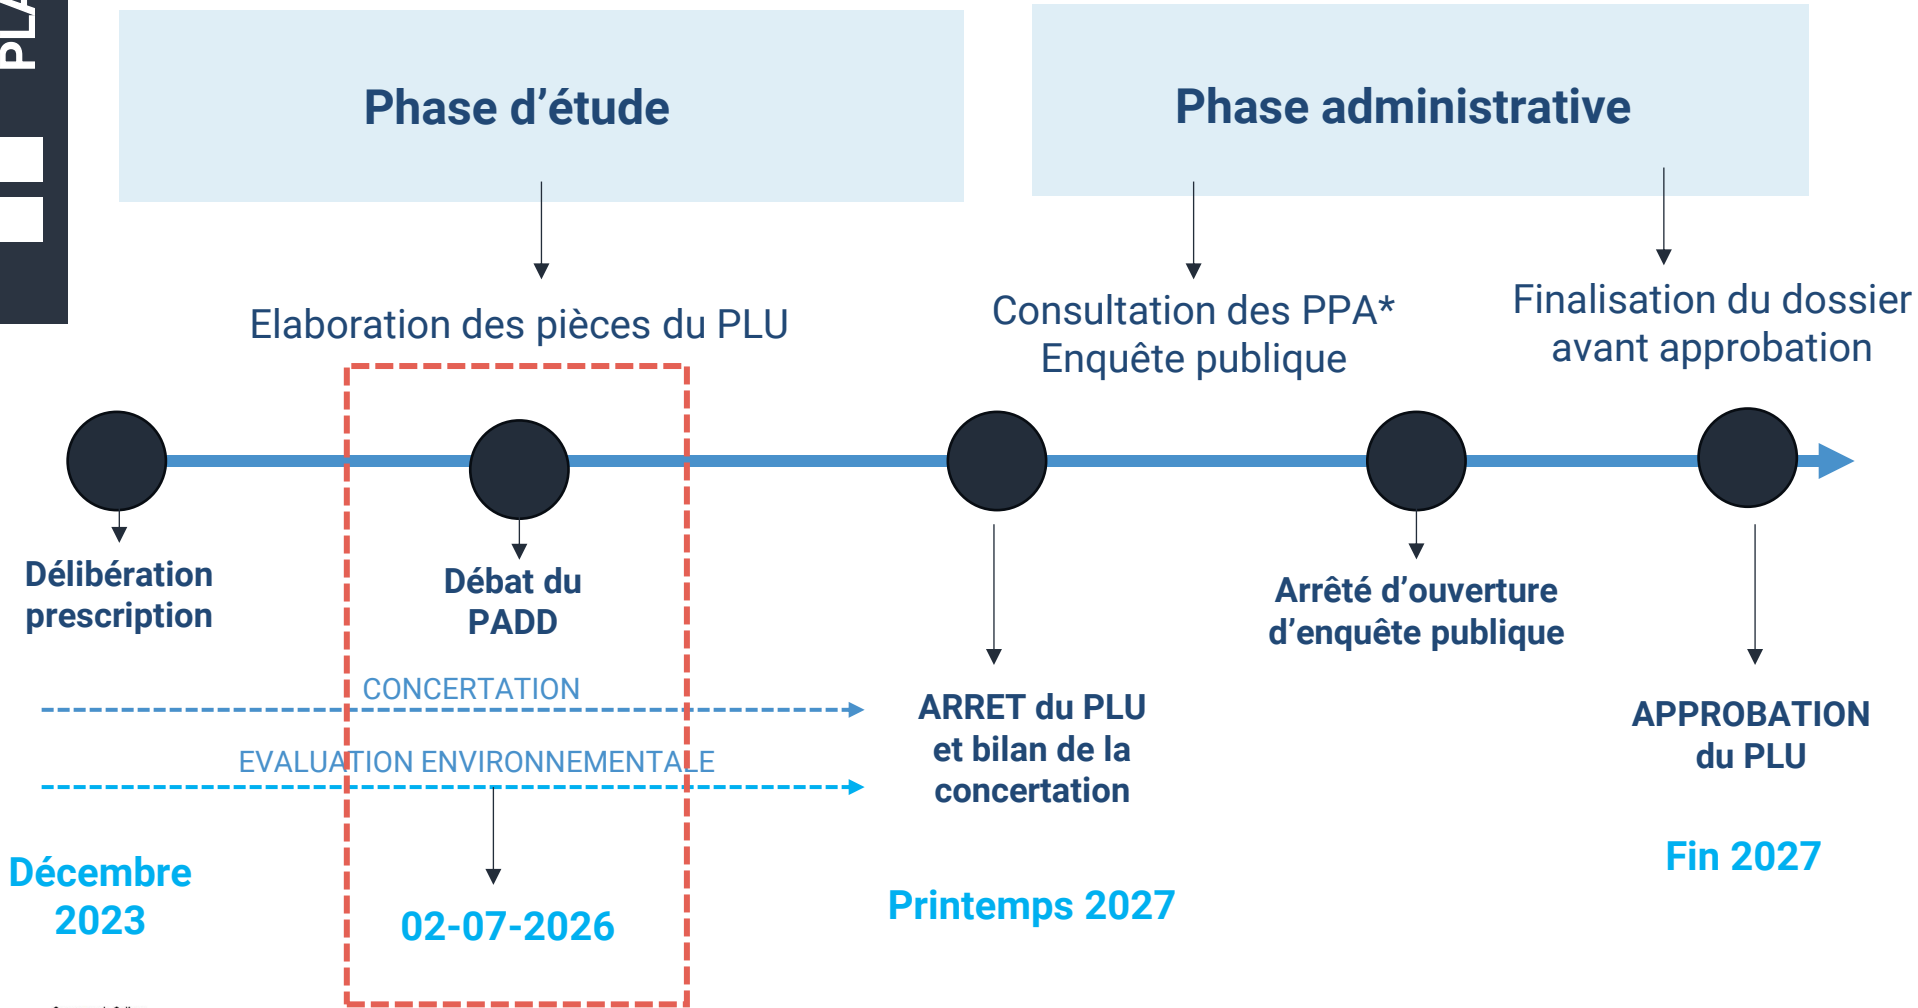 PLA
Phase d’étude
Phase administrative
Elaboration des pièces du PLU
Consultation des PPA*
Enquête publique
Finalisation du dossier
avant approbation
Délibération
prescription
Débat du
PADD
ARRET du PLU
et bilan de la
concertation
Arrêté d’ouverture
d’enquête publique
APPROBATION
du PLU
CONCERTATION
EVALUATION ENVIRONNEMENTALE
Décembre
2023
02-07-2026
Printemps 2027
Fin 2027